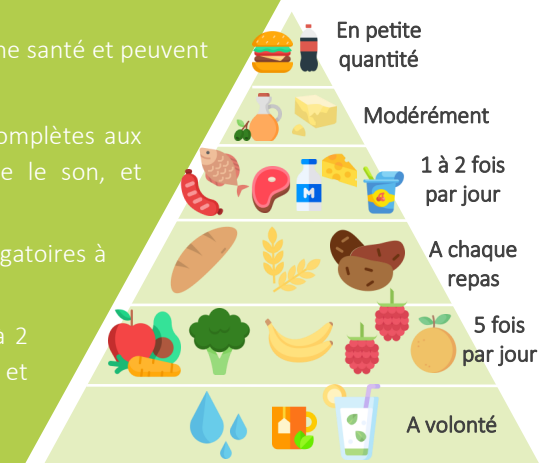 ne santé et peuvent
omplètes aux
e le son, et
gatoires à
a 2
et
En petite
quantité
Modérément
1 à 2 fois
par jour
A chaque
repas
5 fois
par jour
A volonté
M